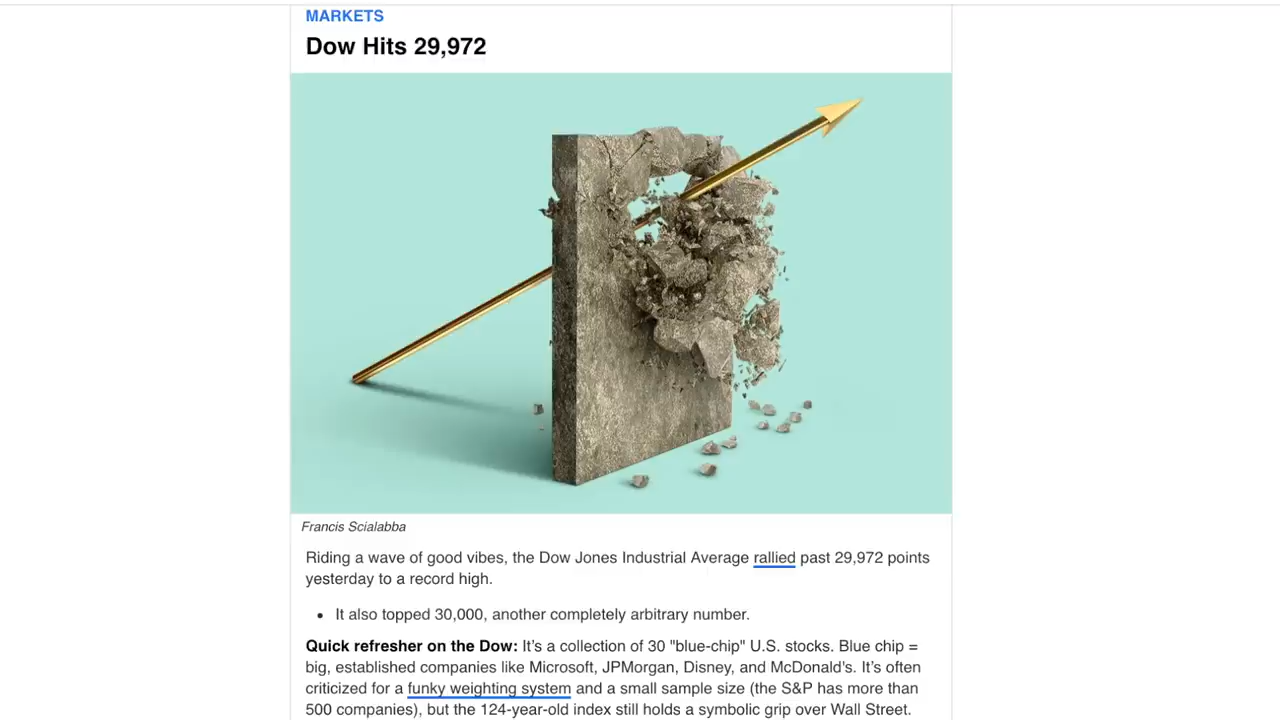 MARKETS
Dow Hits 29,972
Francis Scialabba
Riding a wave of good vibes, the Dow Jones Industrial Average rallied past 29,972 points
yesterday to a record high.
• It also topped 30,000, another completely arbitrary number.
Quick refresher on the Dow: It's a collection of 30 "blue-chip" U.S. stocks. Blue chip =
big, established companies like Microsoft, JPMorgan, Disney, and McDonald's. It's often
criticized for a funky weighting system and a small sample size (the S&P has more than
500 companies), but the 124-year-old index still holds a symbolic grip over Wall Street.